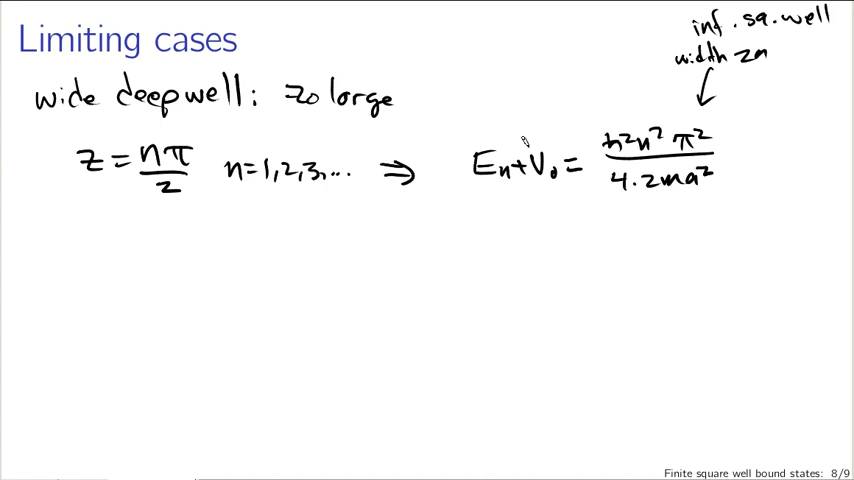 Limiting cases
inf. sq. well
width 2a
wide deep well: z₀ large
z = nπ/2 n=1,2,3,... ⇒ Eₙ+V₀ = ħ²n²π²/4·2ma²
Finite square well bound states: 8/9